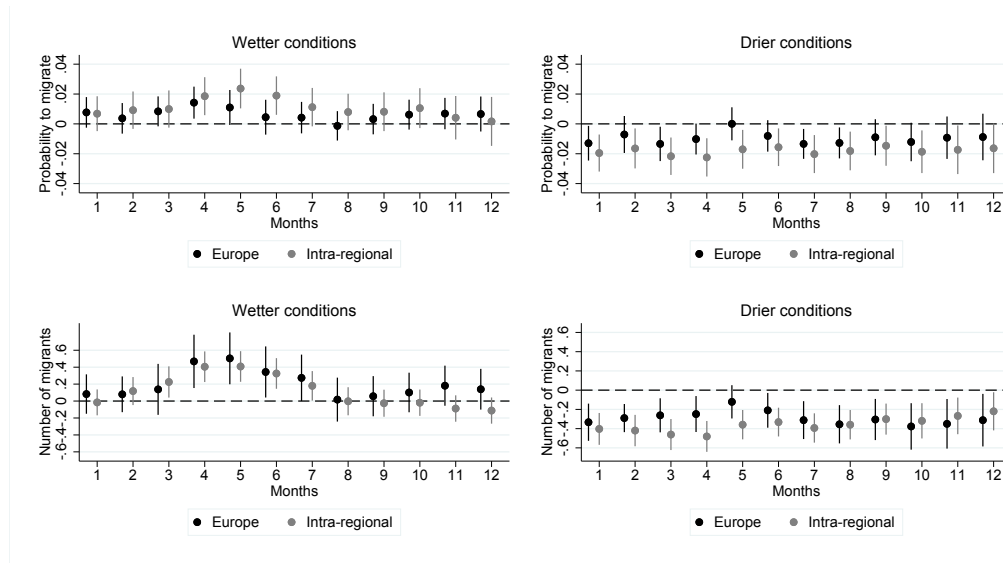 Wetter conditions
Probability to migrate
.04
.02
0
-.02
-.04
1 2 3 4 5 6 7 8 9 10 11 12
Months
Europe Intra-regional
Drier conditions
Probability to migrate
.04
.02
0
-.02
-.04
1 2 3 4 5 6 7 8 9 10 11 12
Months
Europe Intra-regional
Wetter conditions
Number of migrants
.6
.4
.2
0
-.2
-.4
-.6
1 2 3 4 5 6 7 8 9 10 11 12
Months
Europe Intra-regional
Drier conditions
Number of migrants
.6
.4
.2
0
-.2
-.4
-.6
1 2 3 4 5 6 7 8 9 10 11 12
Months
Europe Intra-regional